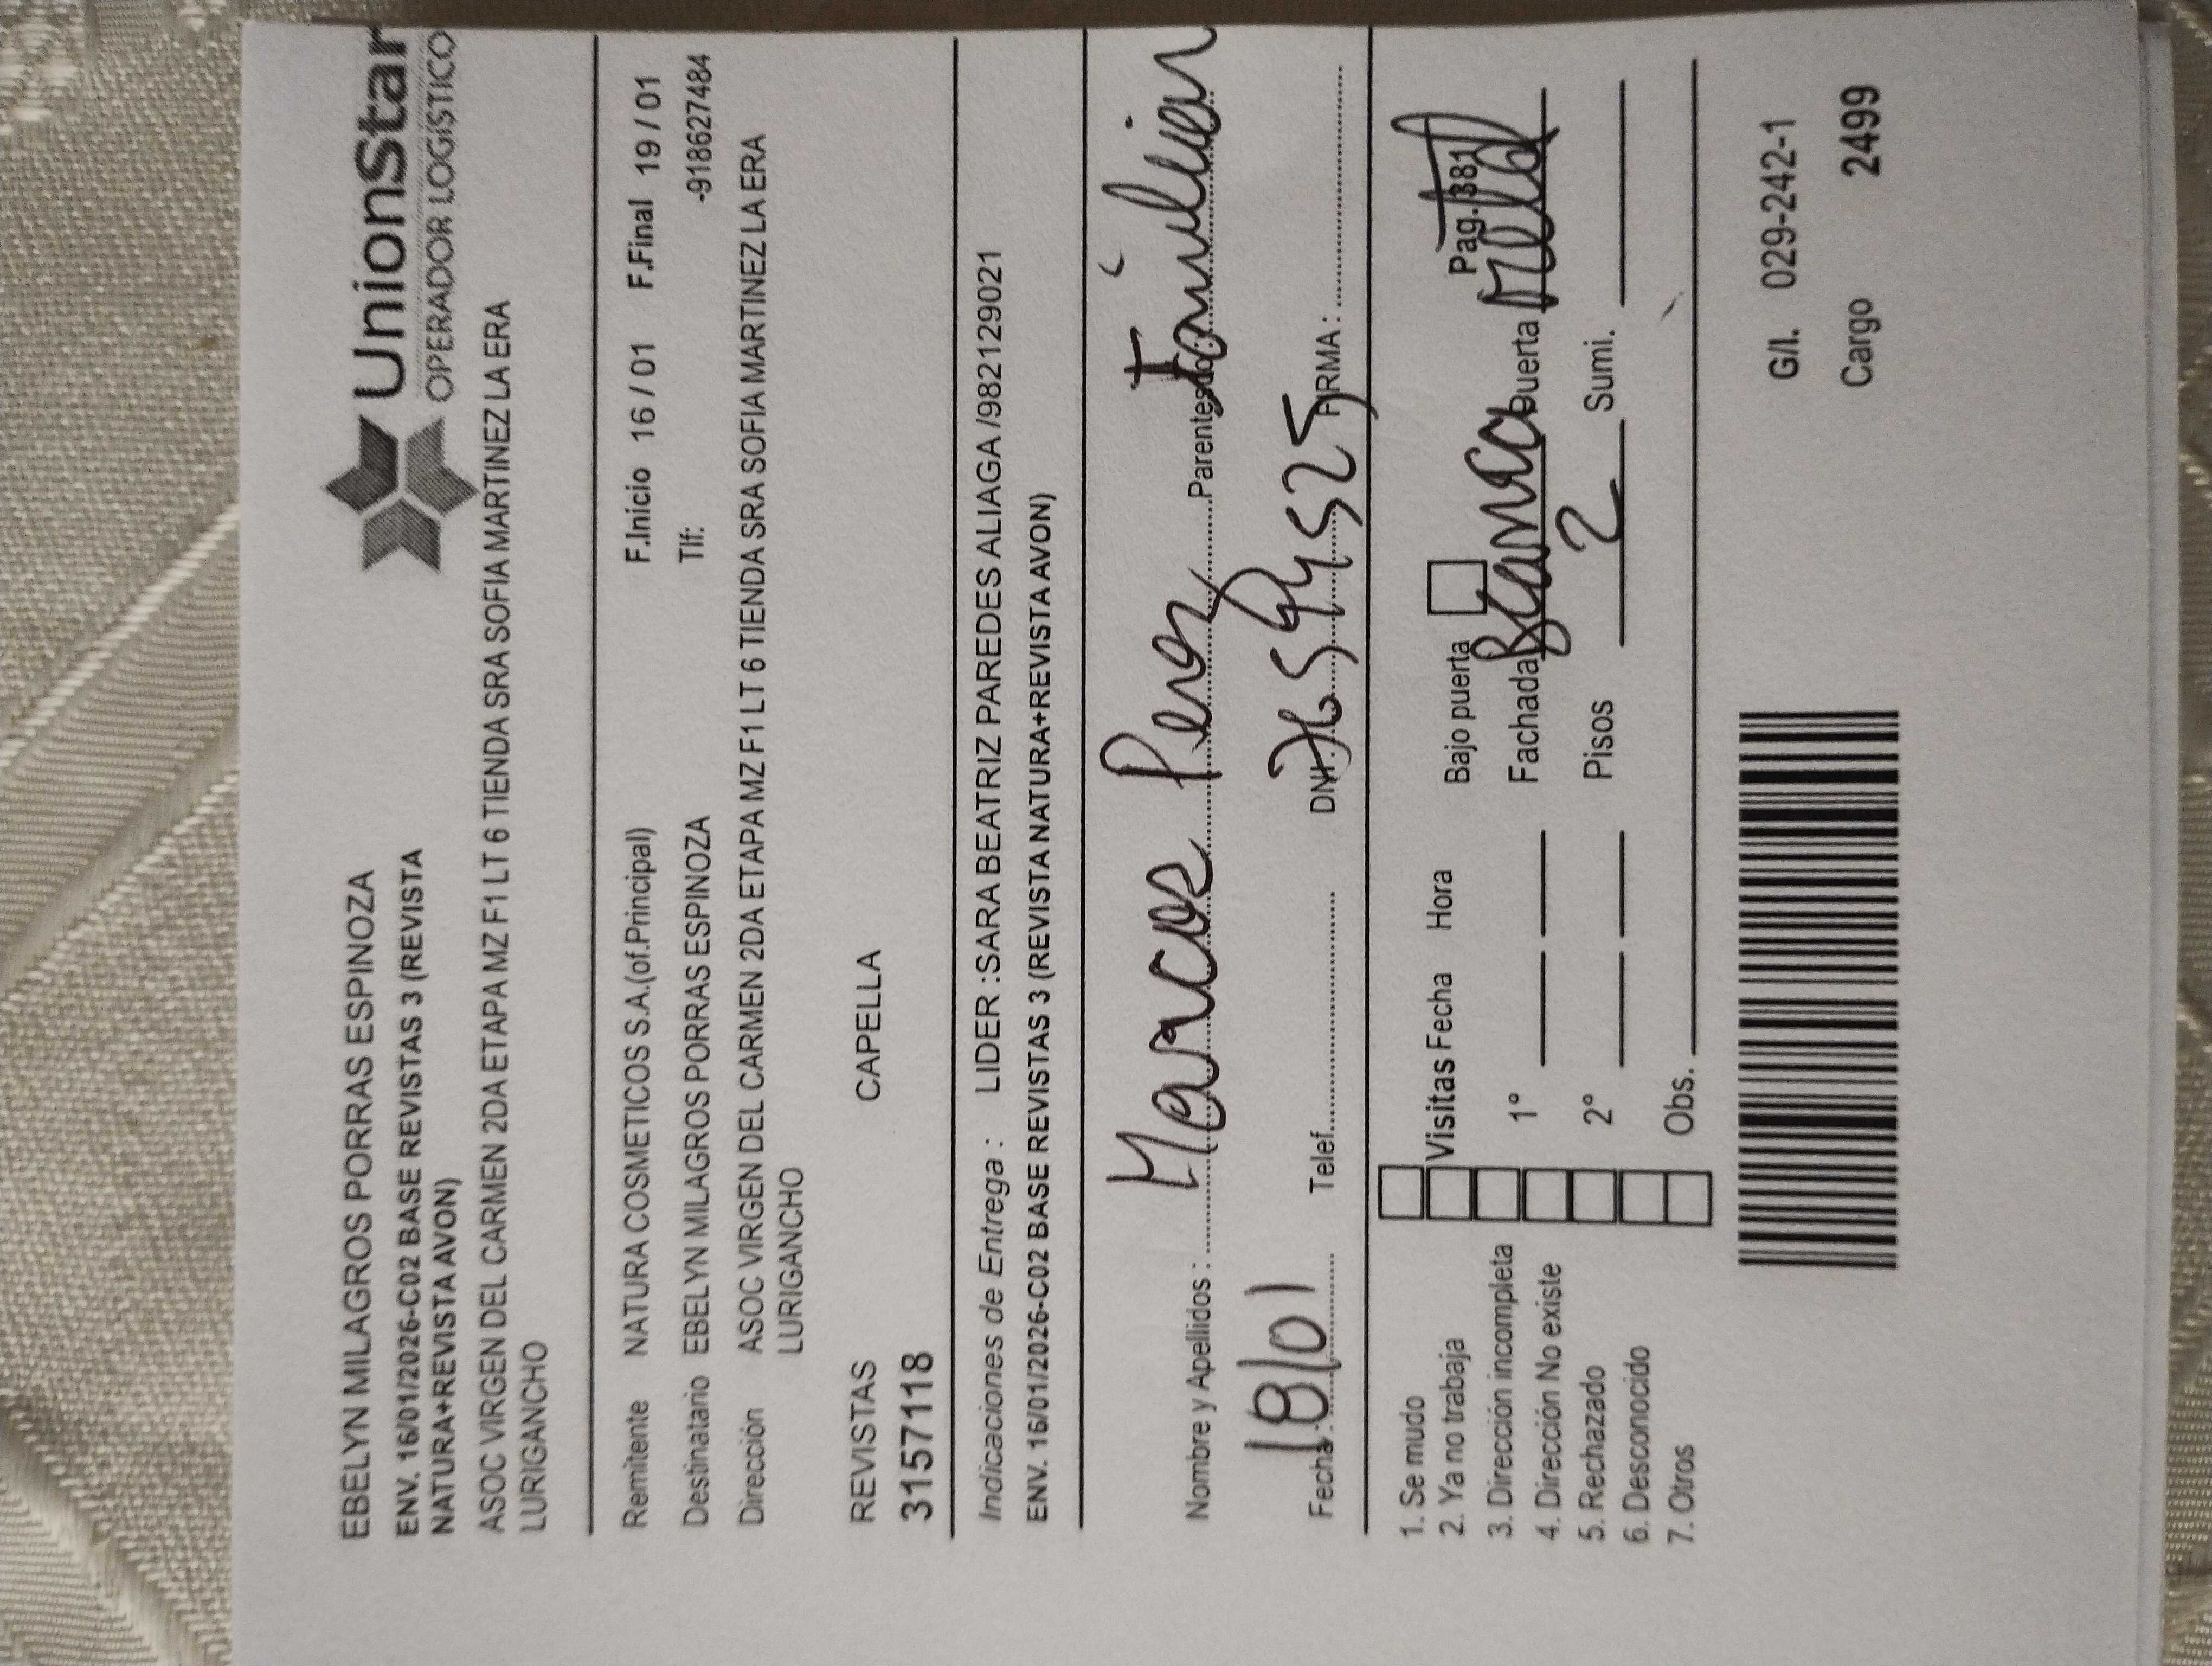 UnionStar
OPERADOR LOGÍSTICO
EBELYN MILAGROS PORRAS ESPINOZA
ENV. 16/01/2026-C02 BASE REVISTAS 3 (REVISTA
NATURA+REVISTA AVON)
ASOC VIRGEN DEL CARMEN 2DA ETAPA MZ F1 LT 6 TIENDA SRA SOFIA MARTINEZ LA ERA
LURIGANCHO
Remitente NATURA COSMETICOS S.A.(of.Principal) F.Inicio 16 / 01 F.Final 19 / 01
Destinatario EBELYN MILAGROS PORRAS ESPINOZA Tlf: -918627484
Dirección ASOC VIRGEN DEL CARMEN 2DA ETAPA MZ F1 LT 6 TIENDA SRA SOFIA MARTINEZ LA ERA
LURIGANCHO
REVISTAS CAPELLA
3157118
Indicaciones de Entrega : LIDER :SARA BEATRIZ PAREDES ALIAGA /982129021
ENV. 16/01/2026-C02 BASE REVISTAS 3 (REVISTA NATURA+REVISTA AVON)
Nombre y Apellidos : Marcos Perez Parentesco: Familiar
Fecha : 18/01 Telef. DNI: 76594525 FIRMA :
1. Se mudo
2. Ya no trabaja Visitas Fecha Hora Bajo puerta Pag. 381
3. Dirección incompleta 1° Fachada Blanca Puerta Metal
4. Dirección No existe
5. Rechazado 2° Pisos 2 Sumi.
6. Desconocido
7. Otros Obs.
G/l. 029-242-1
Cargo 2499